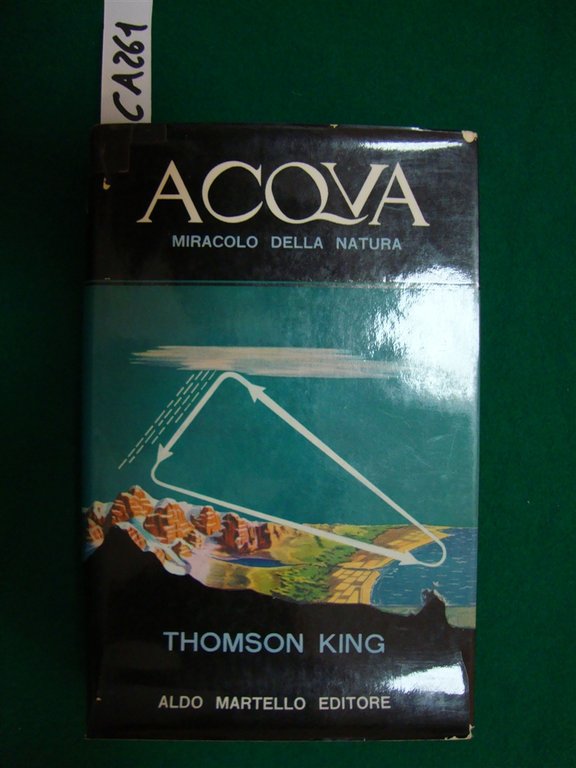 CA261
ACQVA
MIRACOLO DELLA NATURA
THOMSON KING
ALDO MARTELLO EDITORE